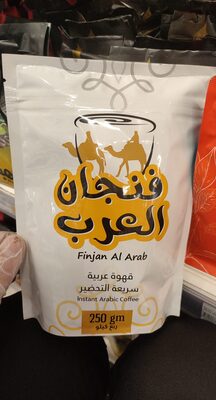 فنجان
العرب
Finjan Al Arab
قهوة عربية
سريعة التحضير
Instant Arabic Coffee
250 gm
ربع كيلو